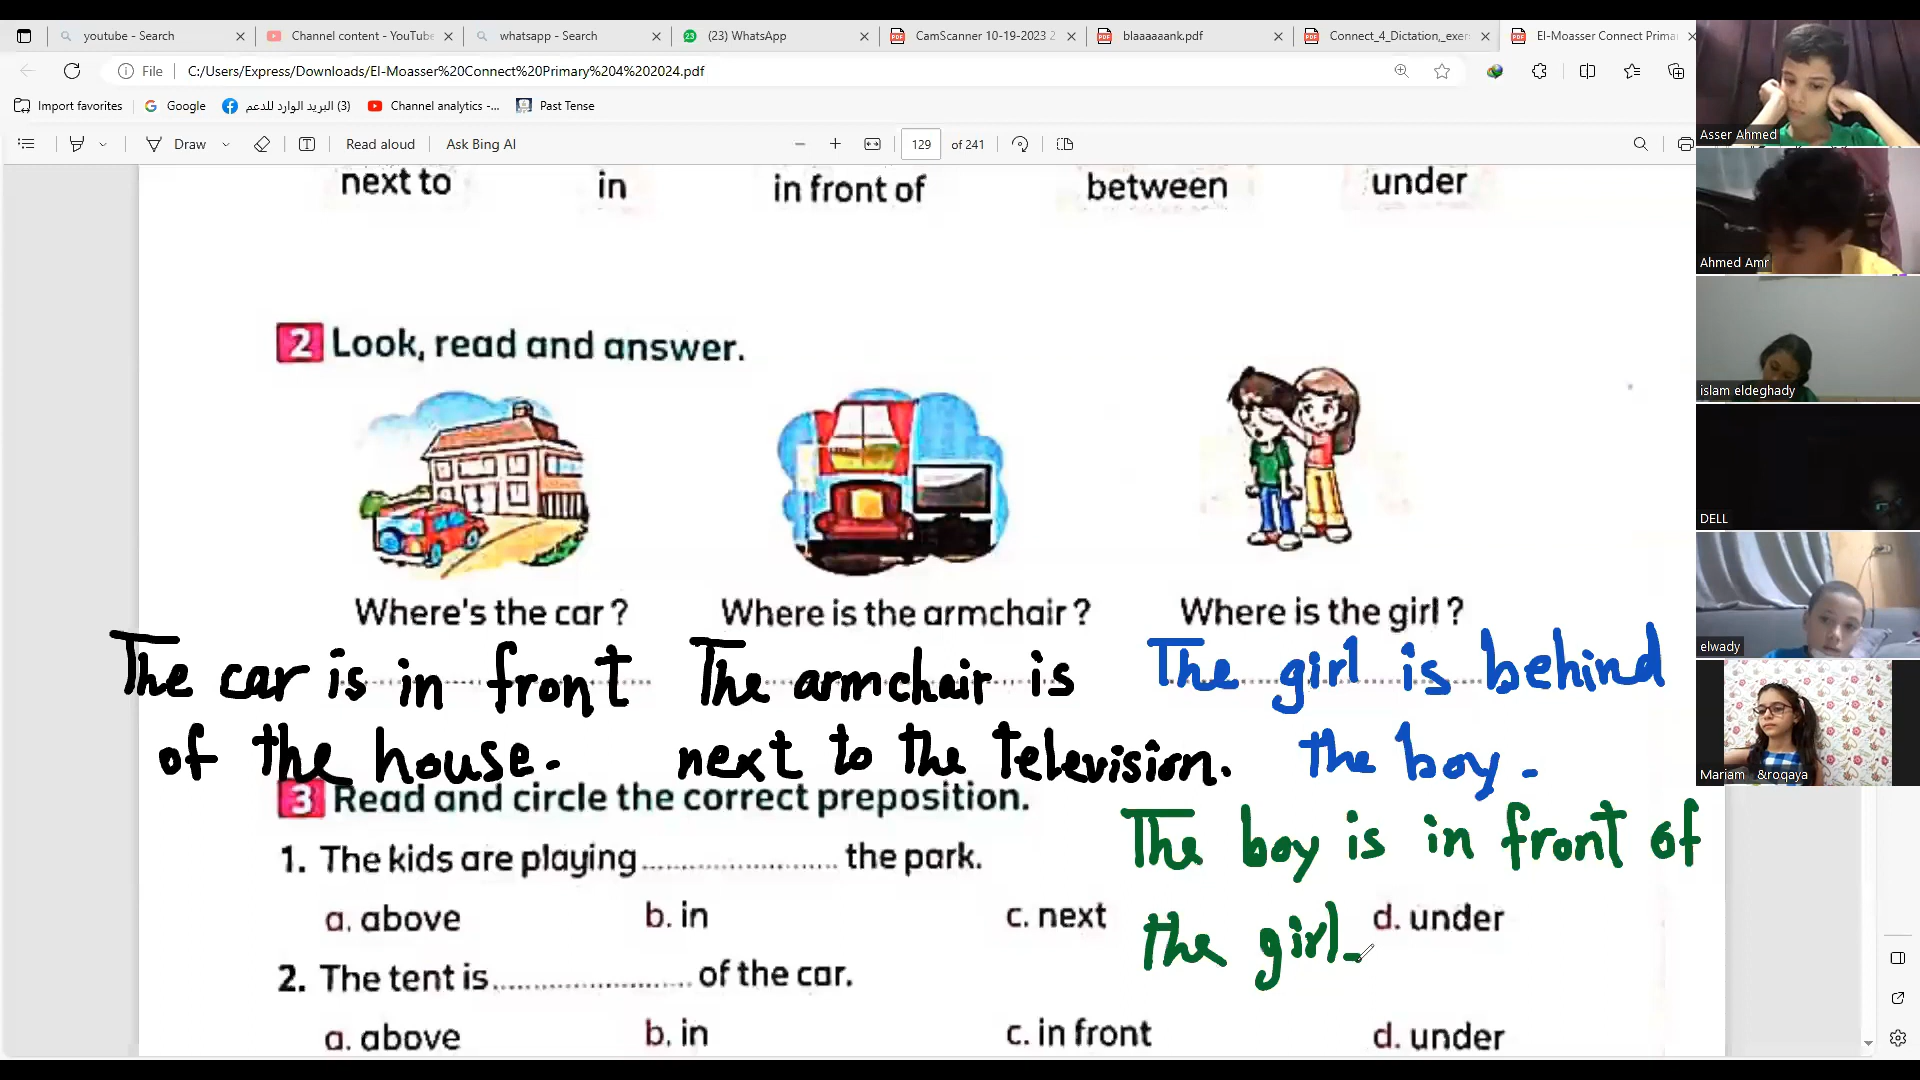 youtube - Search
Channel content - YouTube
whatsapp - Search
(23) WhatsApp
CamScanner 10-19-2023 2
blaaaaaank.pdf
Connect_4_Dictation,_exer
El-Moasser Connect Prima
File C:/Users/Express/Downloads/El-Moasser%20Connect%20Primary%204%202024.pdf
Import favorites Google (3) البريد الوارد للدعم Channel analytics -... Past Tense
Draw Read aloud Ask Bing AI 129 of 241
next to in in front of between under
2 Look, read and answer.
Where's the car ? Where is the armchair ? Where is the girl ?
The car is in front The armchair is The girl is behind
of the house. next to the television. the boy.
The boy is in front of
the girl.
3 Read and circle the correct preposition.
1. The kids are playing .................... the park.
a. above b. in c. next d. under
2. The tent is .................... of the car.
a. above b. in c. in front d. under
Asser Ahmed
Ahmed Amr
islam eldeghady
DELL
elwady
Mariam &roqaya